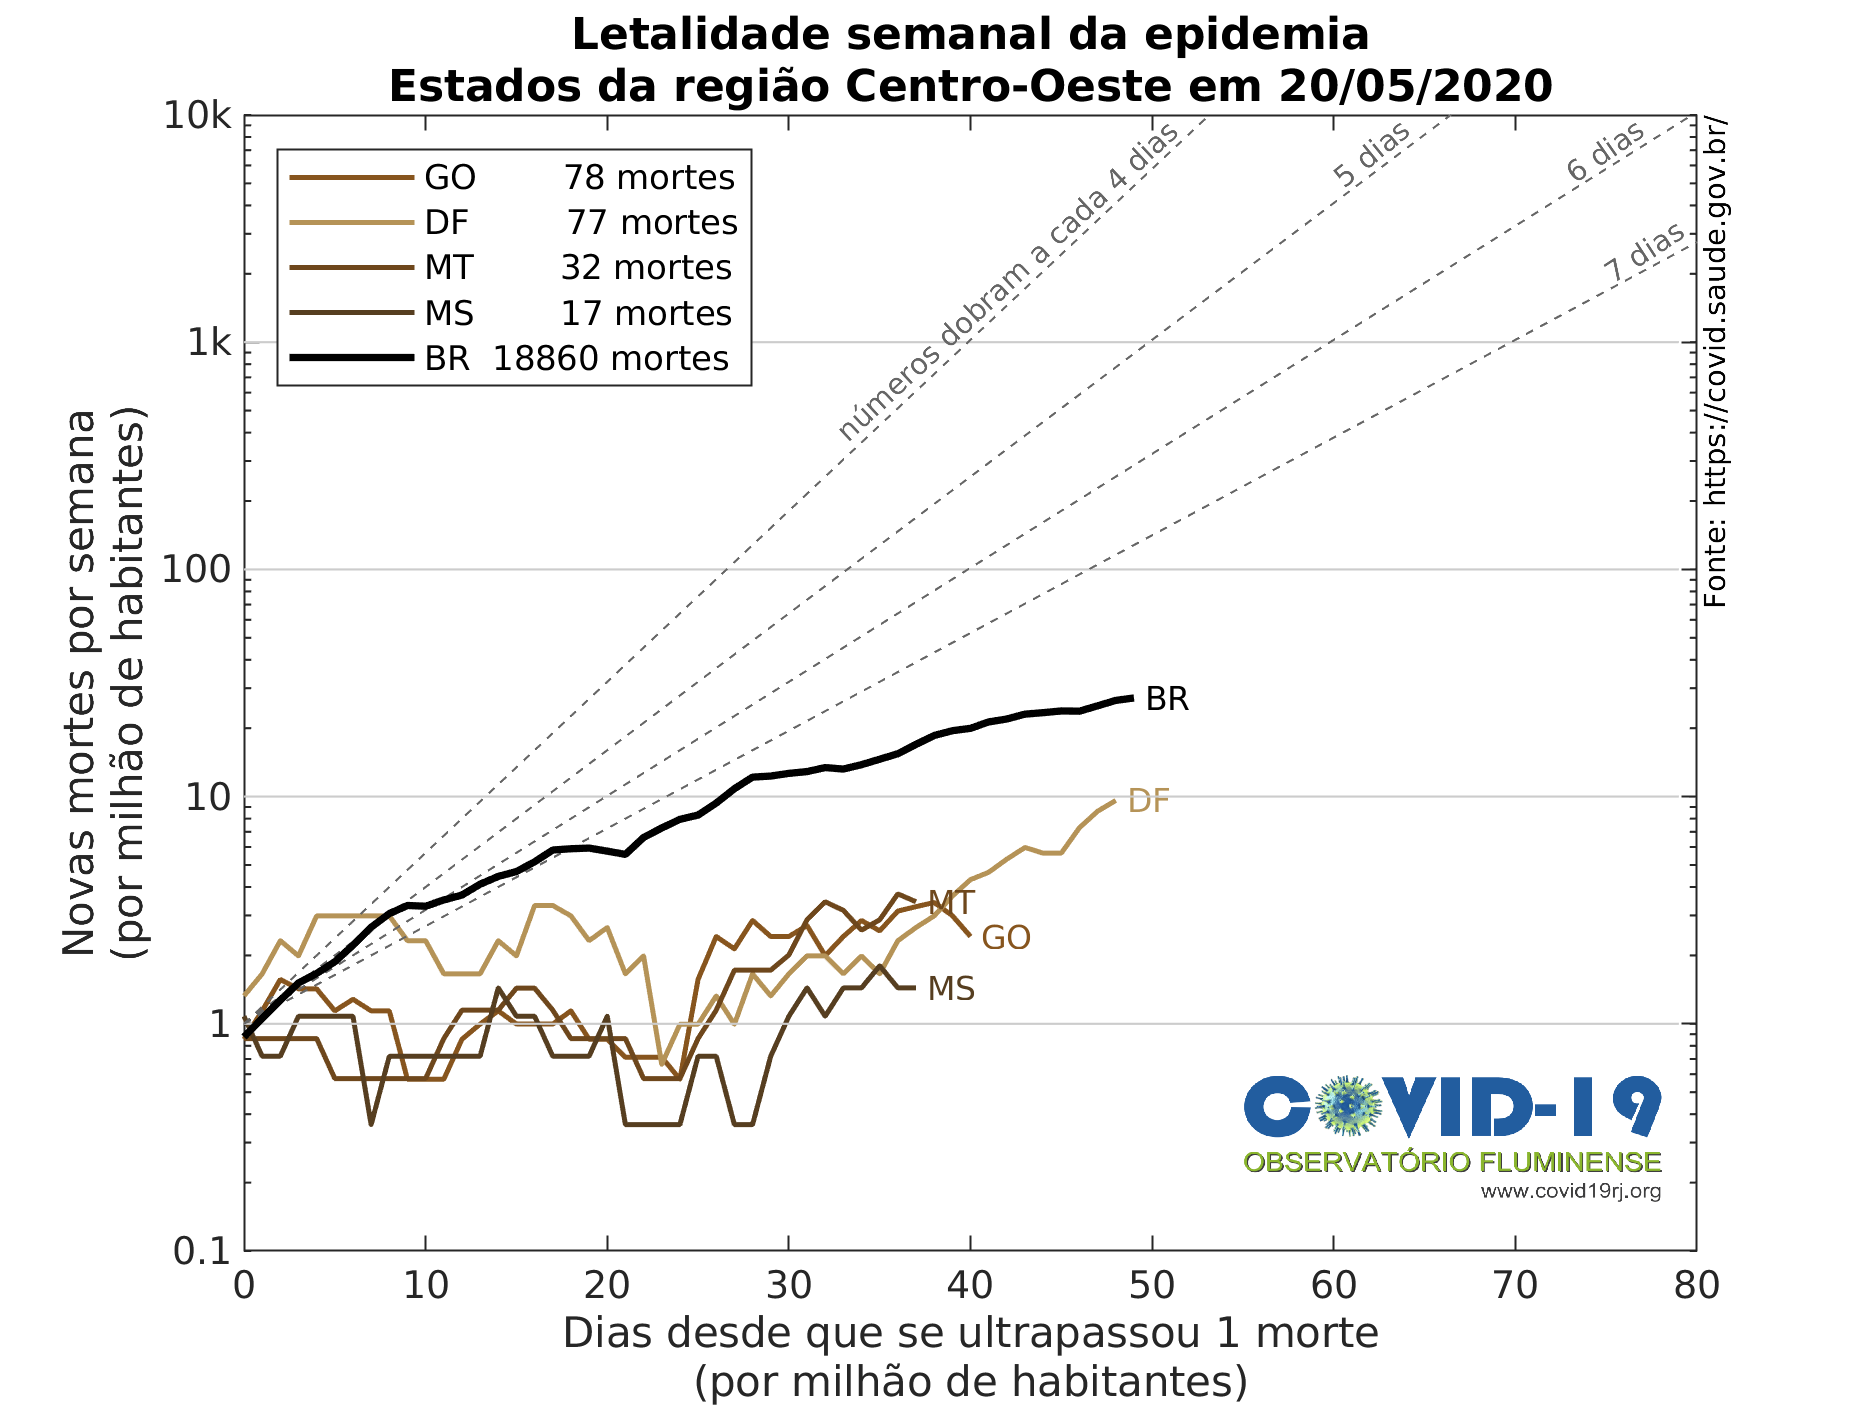 Letalidade semanal da epidemia
Estados da região Centro-Oeste em 20/05/2020
10k
1k
100
10
1
0.1
Novas mortes por semana
(por milhão de habitantes)
GO 78 mortes
DF 77 mortes
MT 32 mortes
MS 17 mortes
BR 18860 mortes
números dobram a cada 4 dias
5 dias
6 dias
7 dias
Fonte: https://covid.saude.gov.br/
BR
DF
MT
GO
MS
COVID-19
OBSERVATÓRIO FLUMINENSE
www.covid19rj.org
0 10 20 30 40 50 60 70 80
Dias desde que se ultrapassou 1 morte
(por milhão de habitantes)